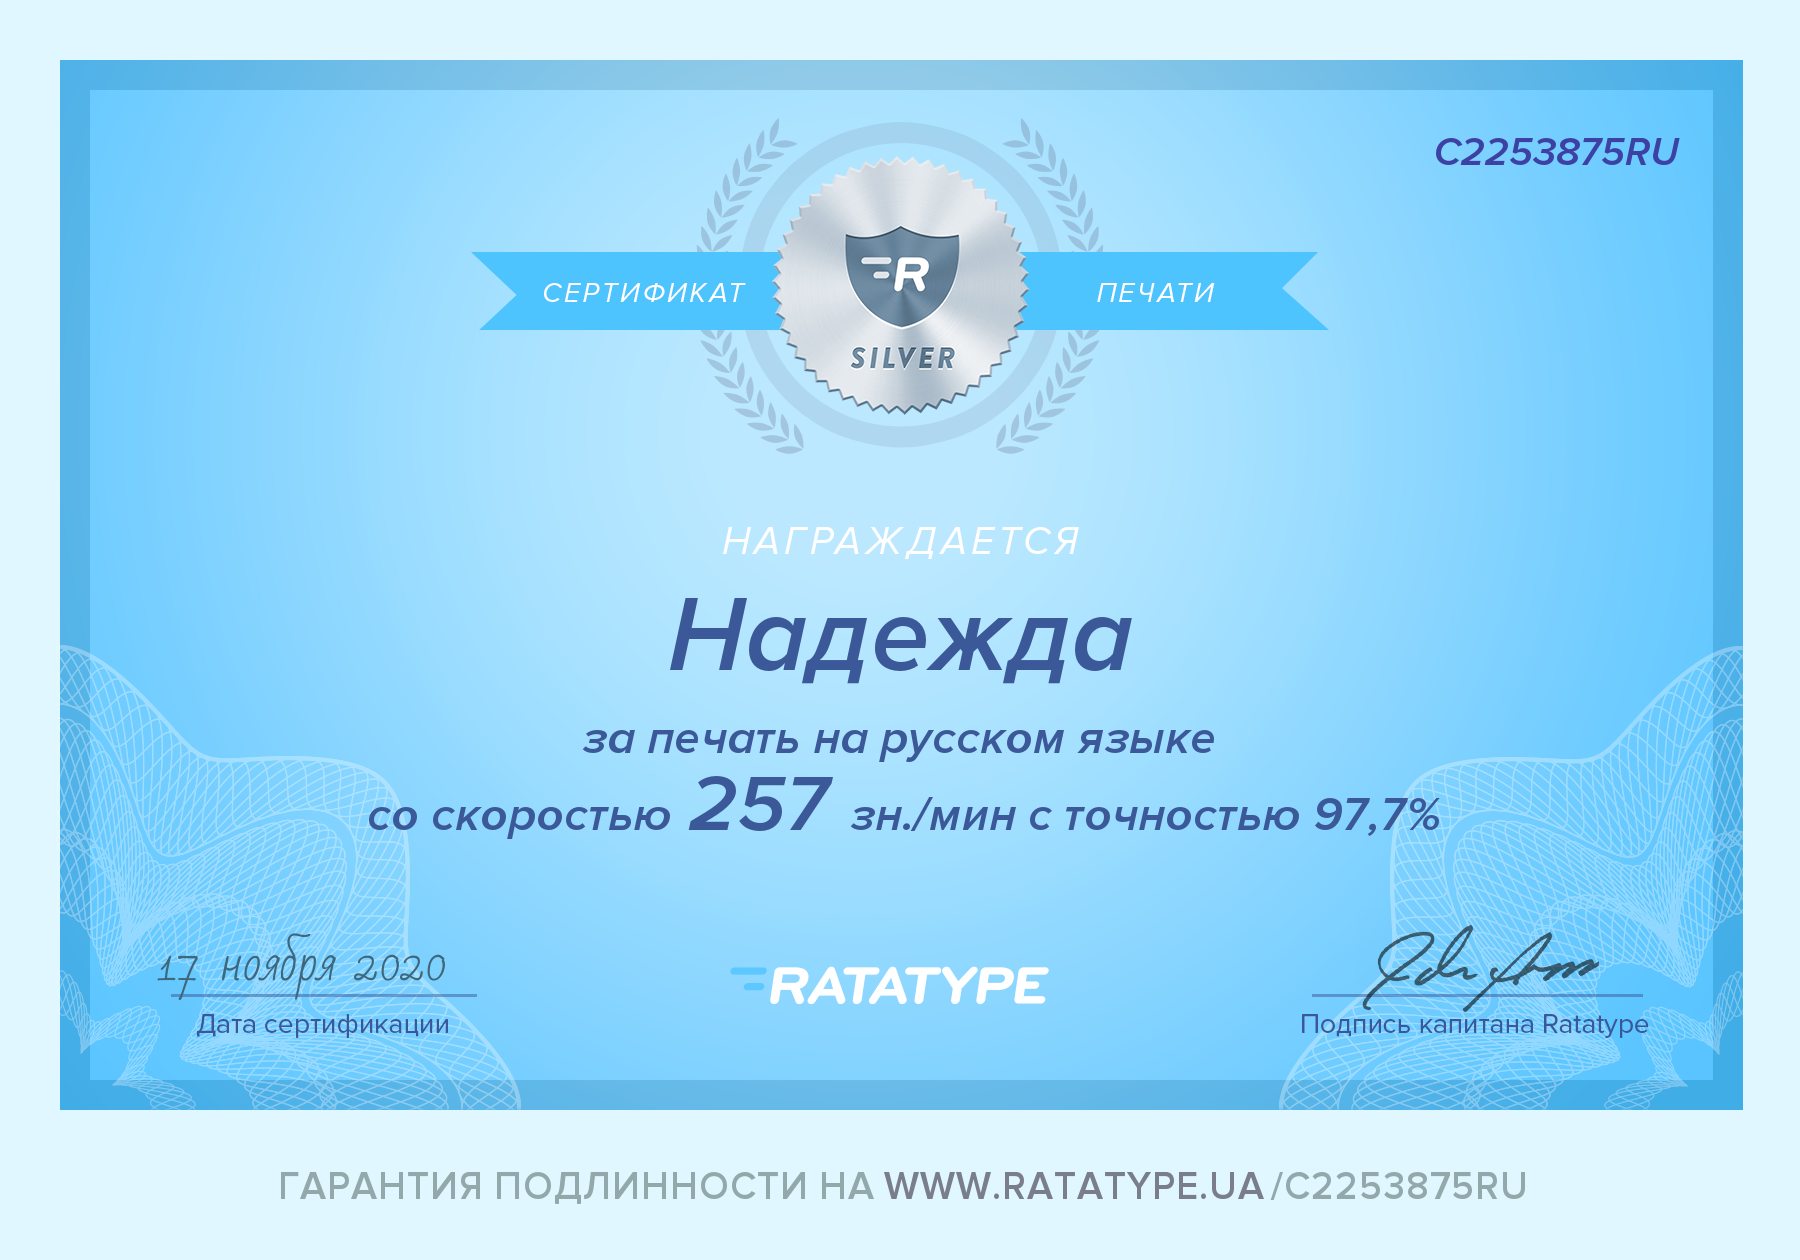 C2253875RU
СЕРТИФИКАТ ПЕЧАТИ
R
SILVER
НАГРАЖДАЕТСЯ
Надежда
за печать на русском языке
со скоростью 257 зн./мин с точностью 97,7%
17 ноября 2020
Дата сертификации
RATATYPE
Подпись капитана Ratatype
ГАРАНТИЯ ПОДЛИННОСТИ НА WWW.RATATYPE.UA/C2253875RU